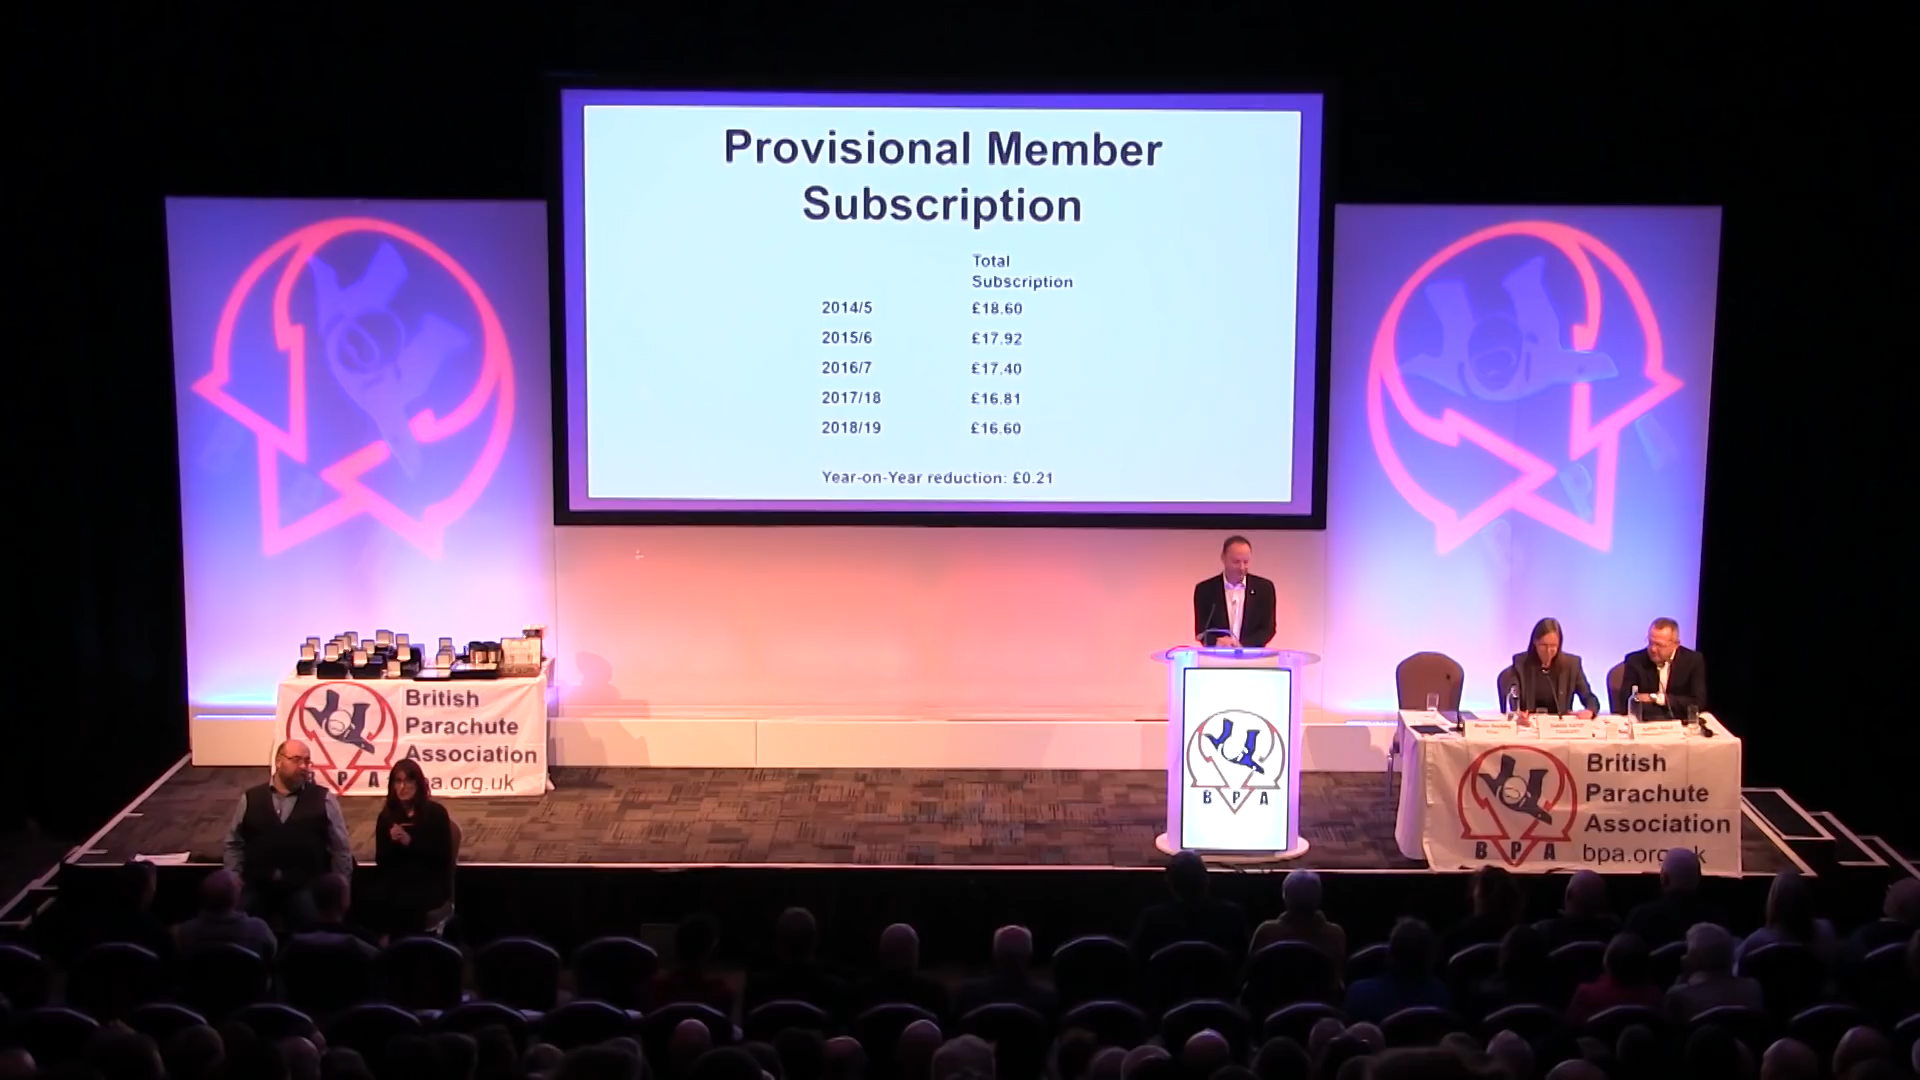 Provisional Member
Subscription
Total
Subscription
2014/5 £18.60
2015/6 £17.92
2016/7 £17.40
2017/18 £16.81
2018/19 £16.60
Year-on-Year reduction: £0.21
British
Parachute
Association
B P A
a.org.uk
B P A
British
Parachute
Association
bpa.org
k
B P A